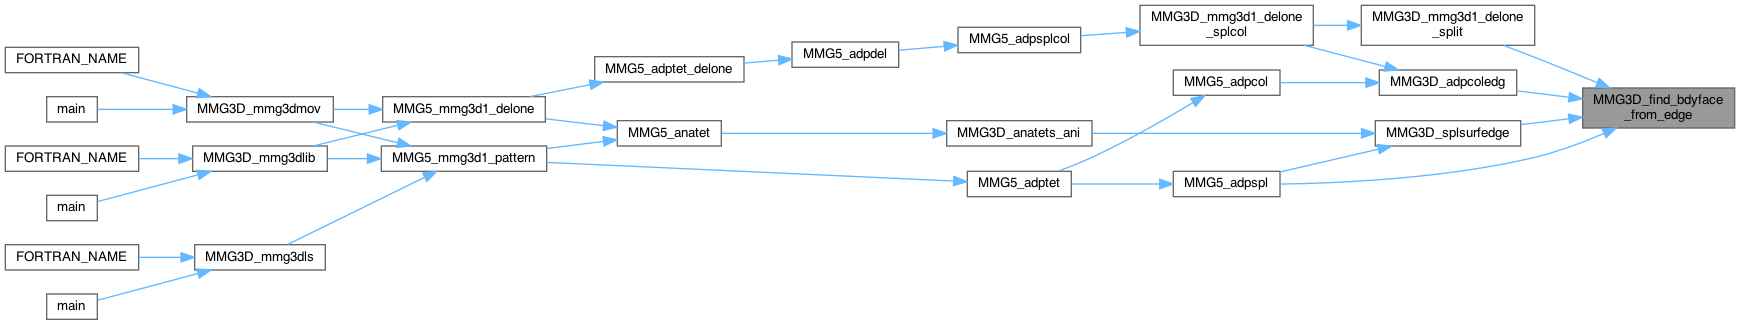 FORTRAN_NAME
main
FORTRAN_NAME
main
FORTRAN_NAME
main
MMG3D_mmg3dmov
MMG3D_mmg3dlib
MMG3D_mmg3dls
MMG5_mmg3d1_delone
MMG5_mmg3d1_pattern
MMG5_adptet_delone
MMG5_anatet
MMG5_adpdel
MMG5_adpsplcol
MMG3D_anatets_ani
MMG5_adptet
MMG3D_mmg3d1_delone
_splcol
MMG5_adpcol
MMG5_adpspl
MMG3D_mmg3d1_delone
_split
MMG3D_adpcoledg
MMG3D_splsurfedge
MMG3D_find_bdyface
_from_edge